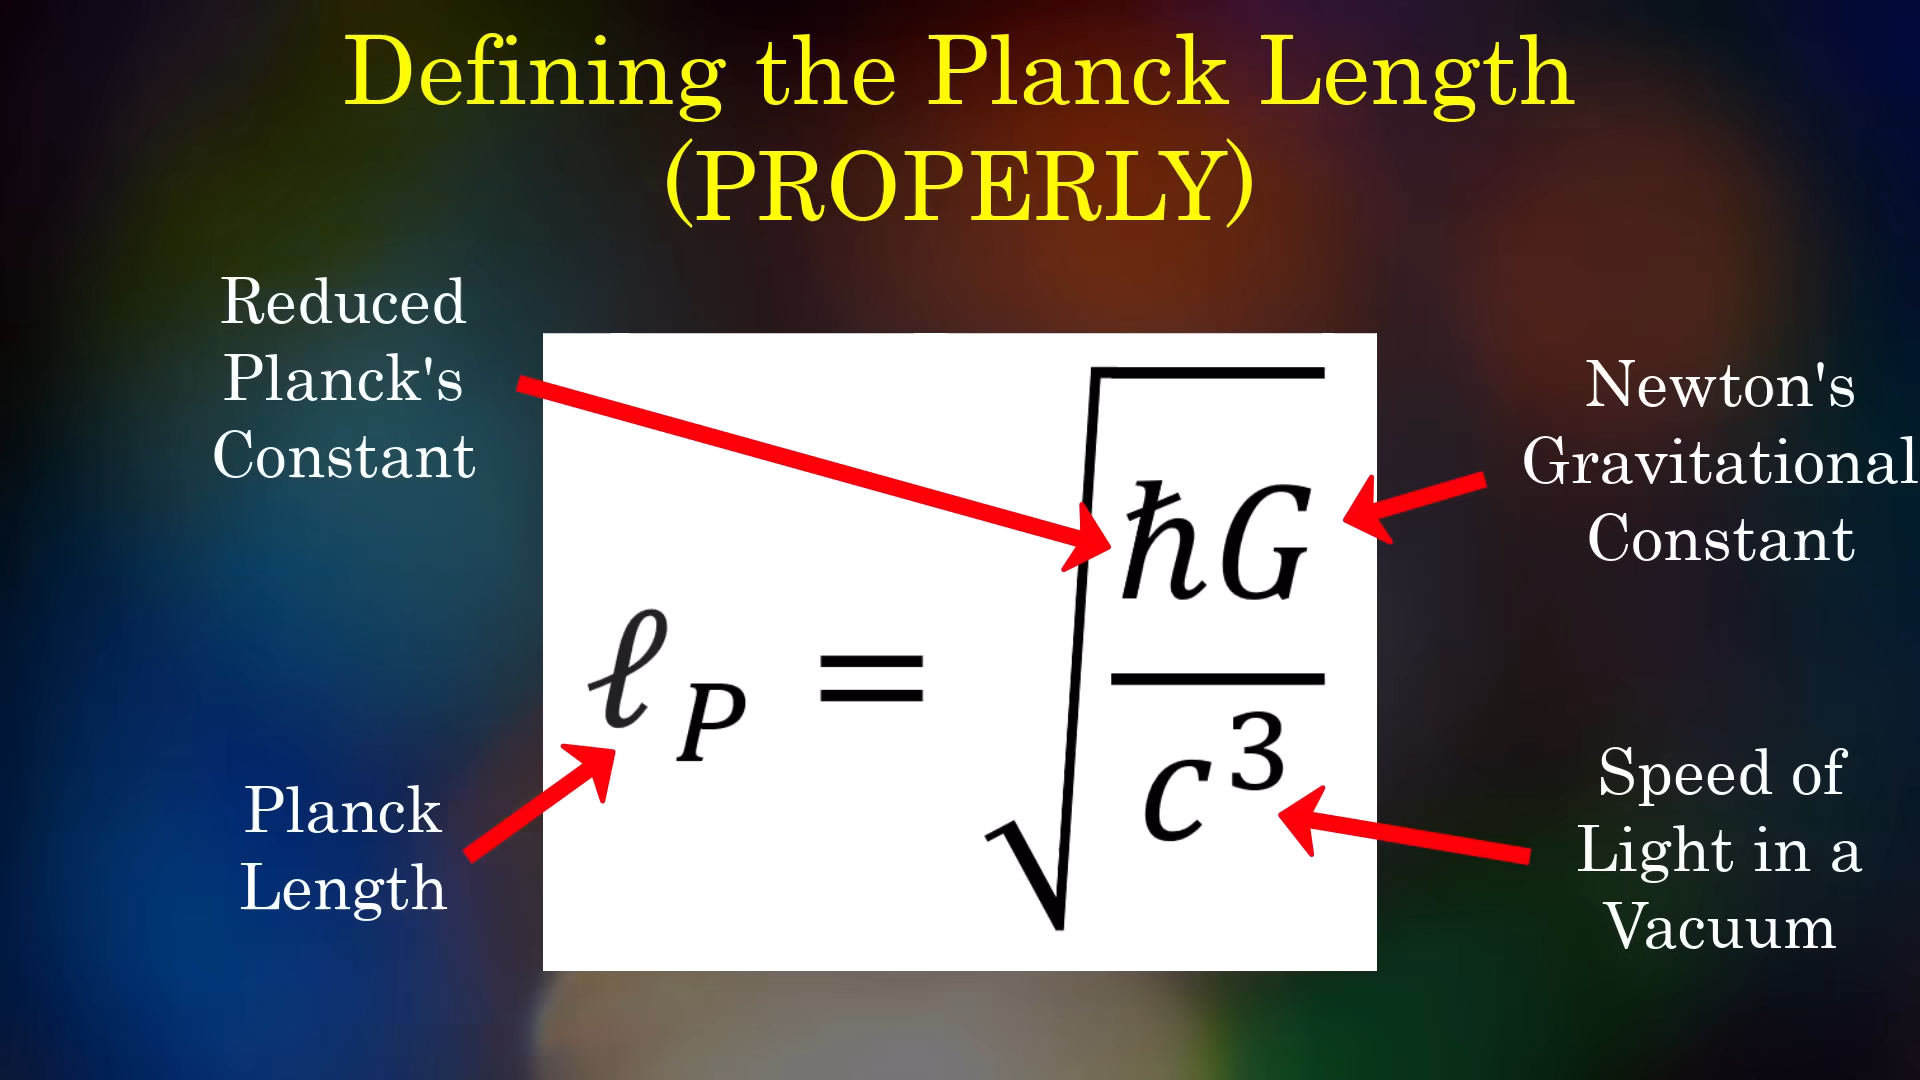 Defining the Planck Length
(PROPERLY)
Reduced
Planck's
Constant
Newton's
Gravitational
Constant
ℓP = √(ħG / c³)
Planck
Length
Speed of
Light in a
Vacuum